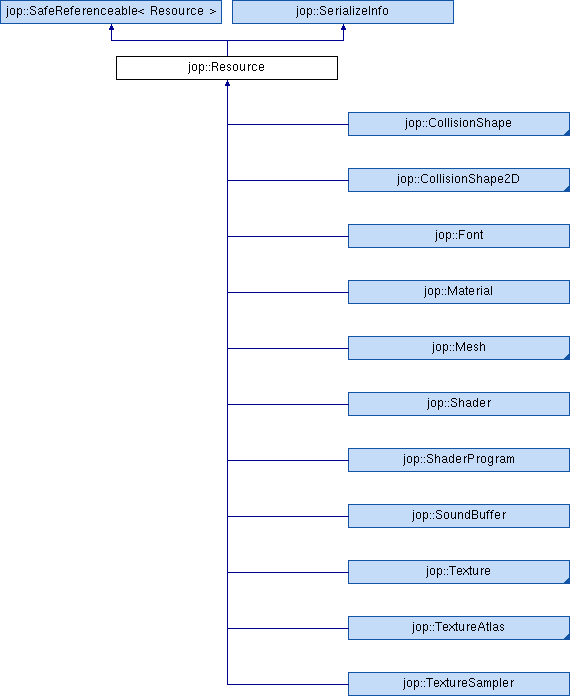 jop::SafeReferenceable< Resource >
jop::SerializeInfo
jop::Resource
jop::CollisionShape
jop::CollisionShape2D
jop::Font
jop::Material
jop::Mesh
jop::Shader
jop::ShaderProgram
jop::SoundBuffer
jop::Texture
jop::TextureAtlas
jop::TextureSampler